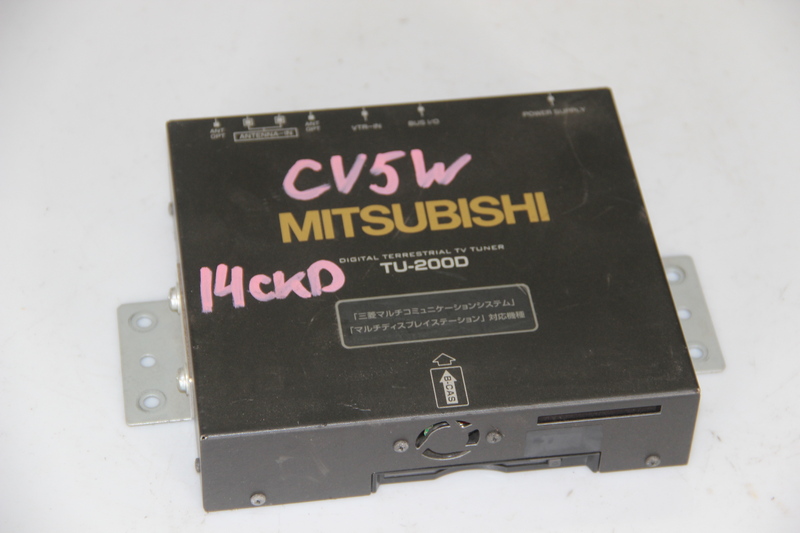 ANT OPT
ANTENNA-IN
ANT OPT
VTR-IN
BUS I/O
POWER SUPPLY
CV5W
MITSUBISHI
DIGITAL TERRESTRIAL TV TUNER
TU-200D
14CKD
「三菱マルチコミュニケーションシステム」
「マルチディスプレイステーション」対応機種
B-CAS